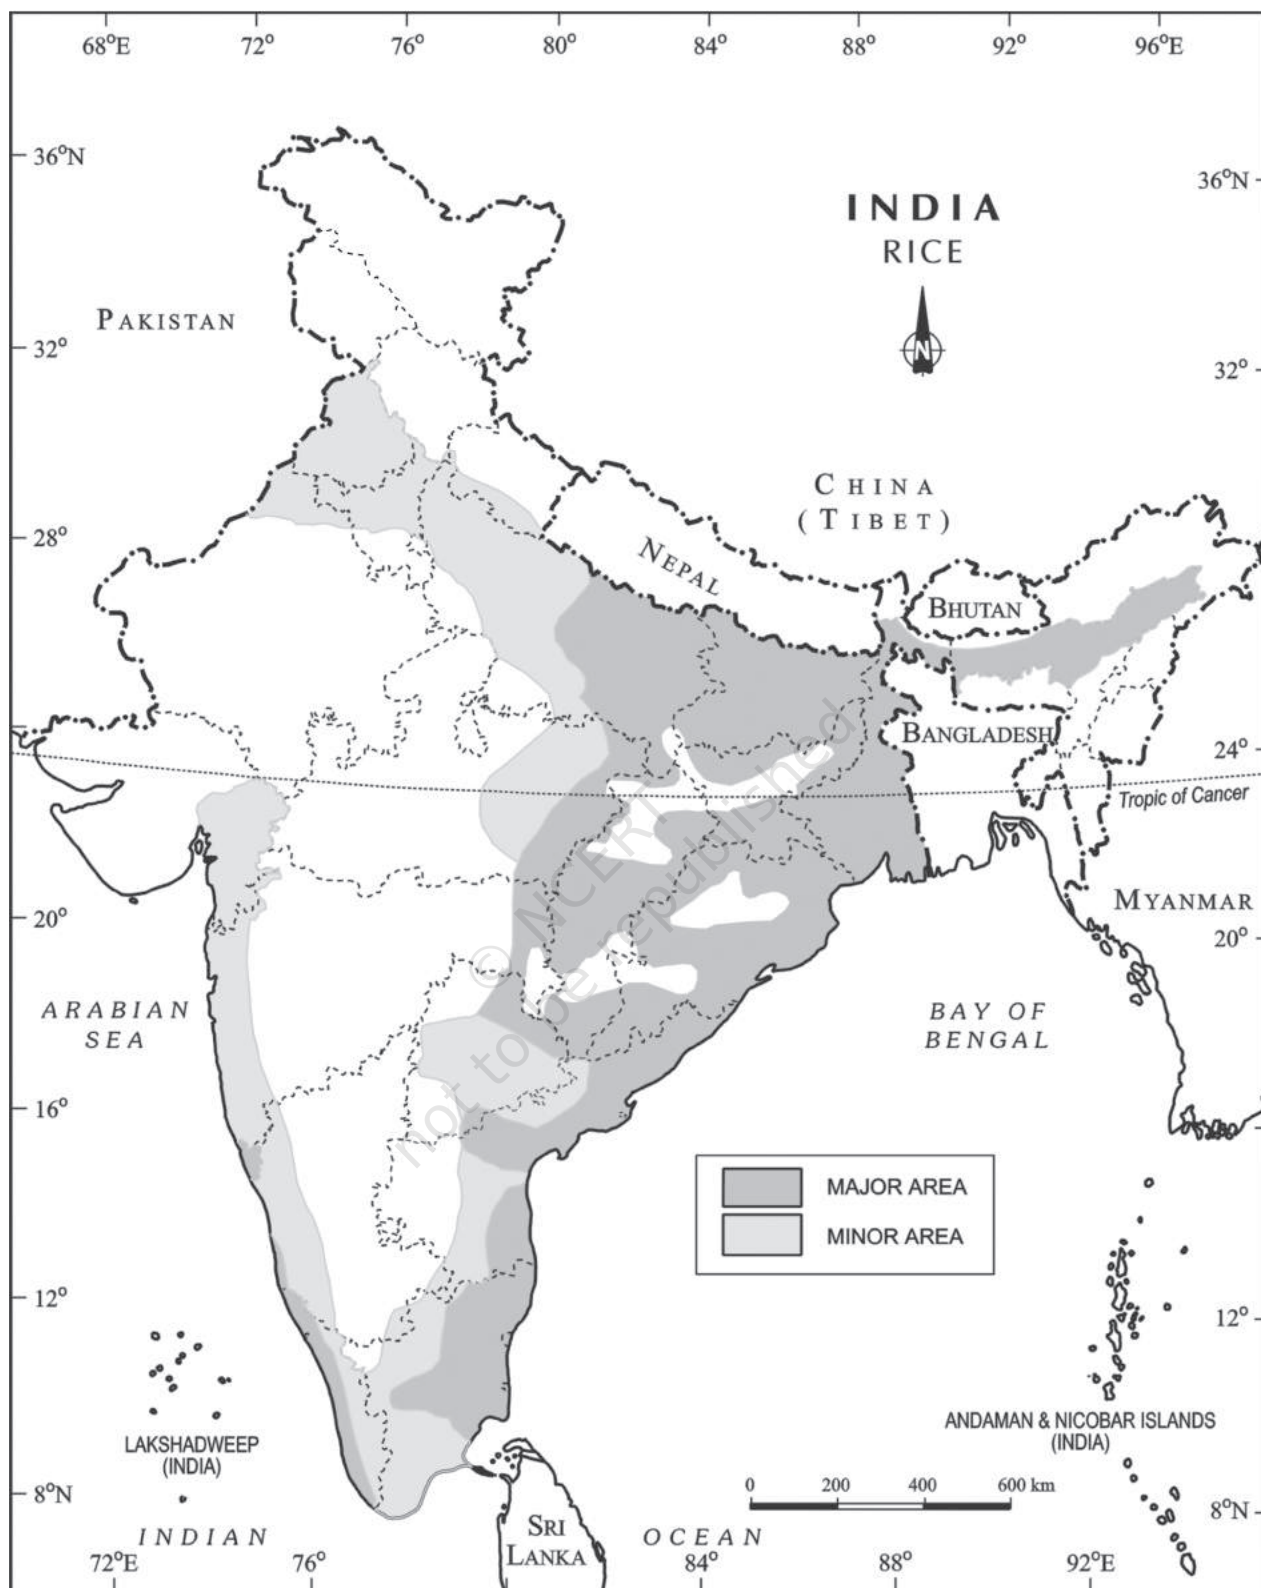 68°E 72° 76° 80° 84° 88° 92° 96°E
36°N
36°N
INDIA
RICE
N
PAKISTAN
32°
32°
CHINA
(TIBET)
28°
28°
NEPAL
BHUTAN
BANGLADESH
24°
Tropic of Cancer
© NCERT
not to be republished
20°
MYANMAR
20°
ARABIAN
SEA
BAY OF
BENGAL
16°
MAJOR AREA
MINOR AREA
12°
12°
LAKSHADWEEP
(INDIA)
ANDAMAN & NICOBAR ISLANDS
(INDIA)
0 200 400 600 km
8°N
8°N
INDIAN
OCEAN
SRI
LANKA
72°E 76° 84° 88° 92°E